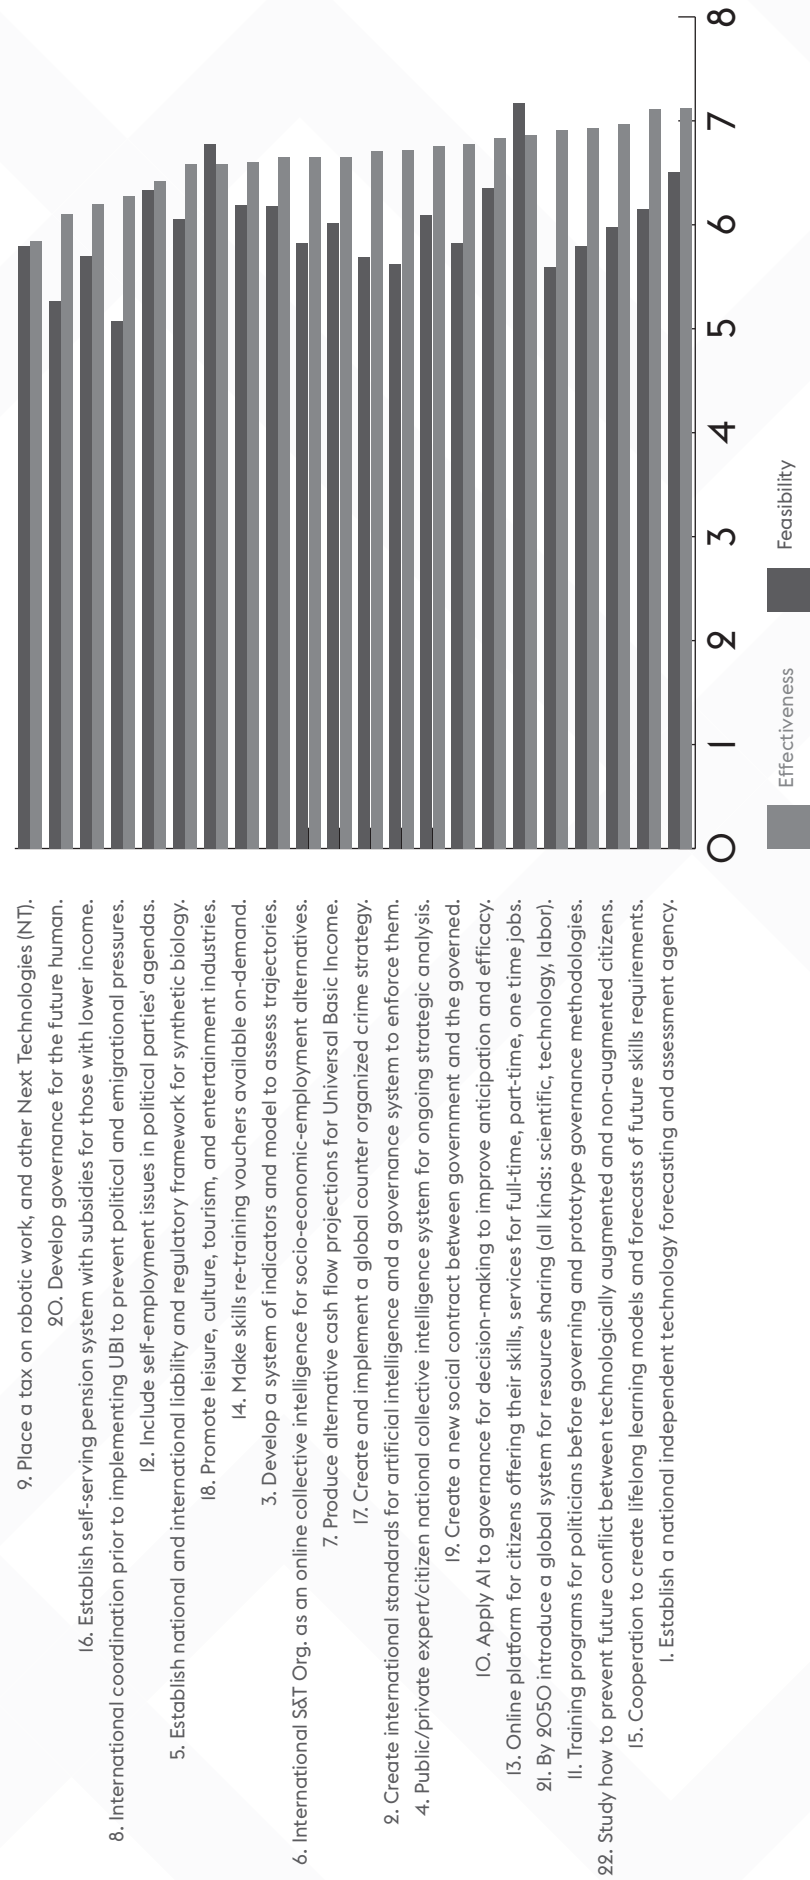 9. Place a tax on robotic work, and other Next Technologies (NT).
20. Develop governance for the future human.
16. Establish self-serving pension system with subsidies for those with lower income.
8. International coordination prior to implementing UBI to prevent political and emigrational pressures.
12. Include self-employment issues in political parties' agendas.
5. Establish national and international liability and regulatory framework for synthetic biology.
18. Promote leisure, culture, tourism, and entertainment industries.
14. Make skills re-training vouchers available on-demand.
3. Develop a system of indicators and model to assess trajectories.
6. International S&T Org. as an online collective intelligence for socio-economic-employment alternatives.
7. Produce alternative cash flow projections for Universal Basic Income.
17. Create and implement a global counter organized crime strategy.
2. Create international standards for artificial intelligence and a governance system to enforce them.
4. Public/private expert/citizen national collective intelligence system for ongoing strategic analysis.
19. Create a new social contract between government and the governed.
10. Apply AI to governance for decision-making to improve anticipation and efficacy.
13. Online platform for citizens offering their skills, services for full-time, part-time, one time jobs.
21. By 2050 introduce a global system for resource sharing (all kinds: scientific, technology, labor).
11. Training programs for politicians before governing and prototype governance methodologies.
22. Study how to prevent future conflict between technologically augmented and non-augmented citizens.
15. Cooperation to create lifelong learning models and forecasts of future skills requirements.
1. Establish a national independent technology forecasting and assessment agency.
0 1 2 3 4 5 6 7 8
Effectiveness Feasibility